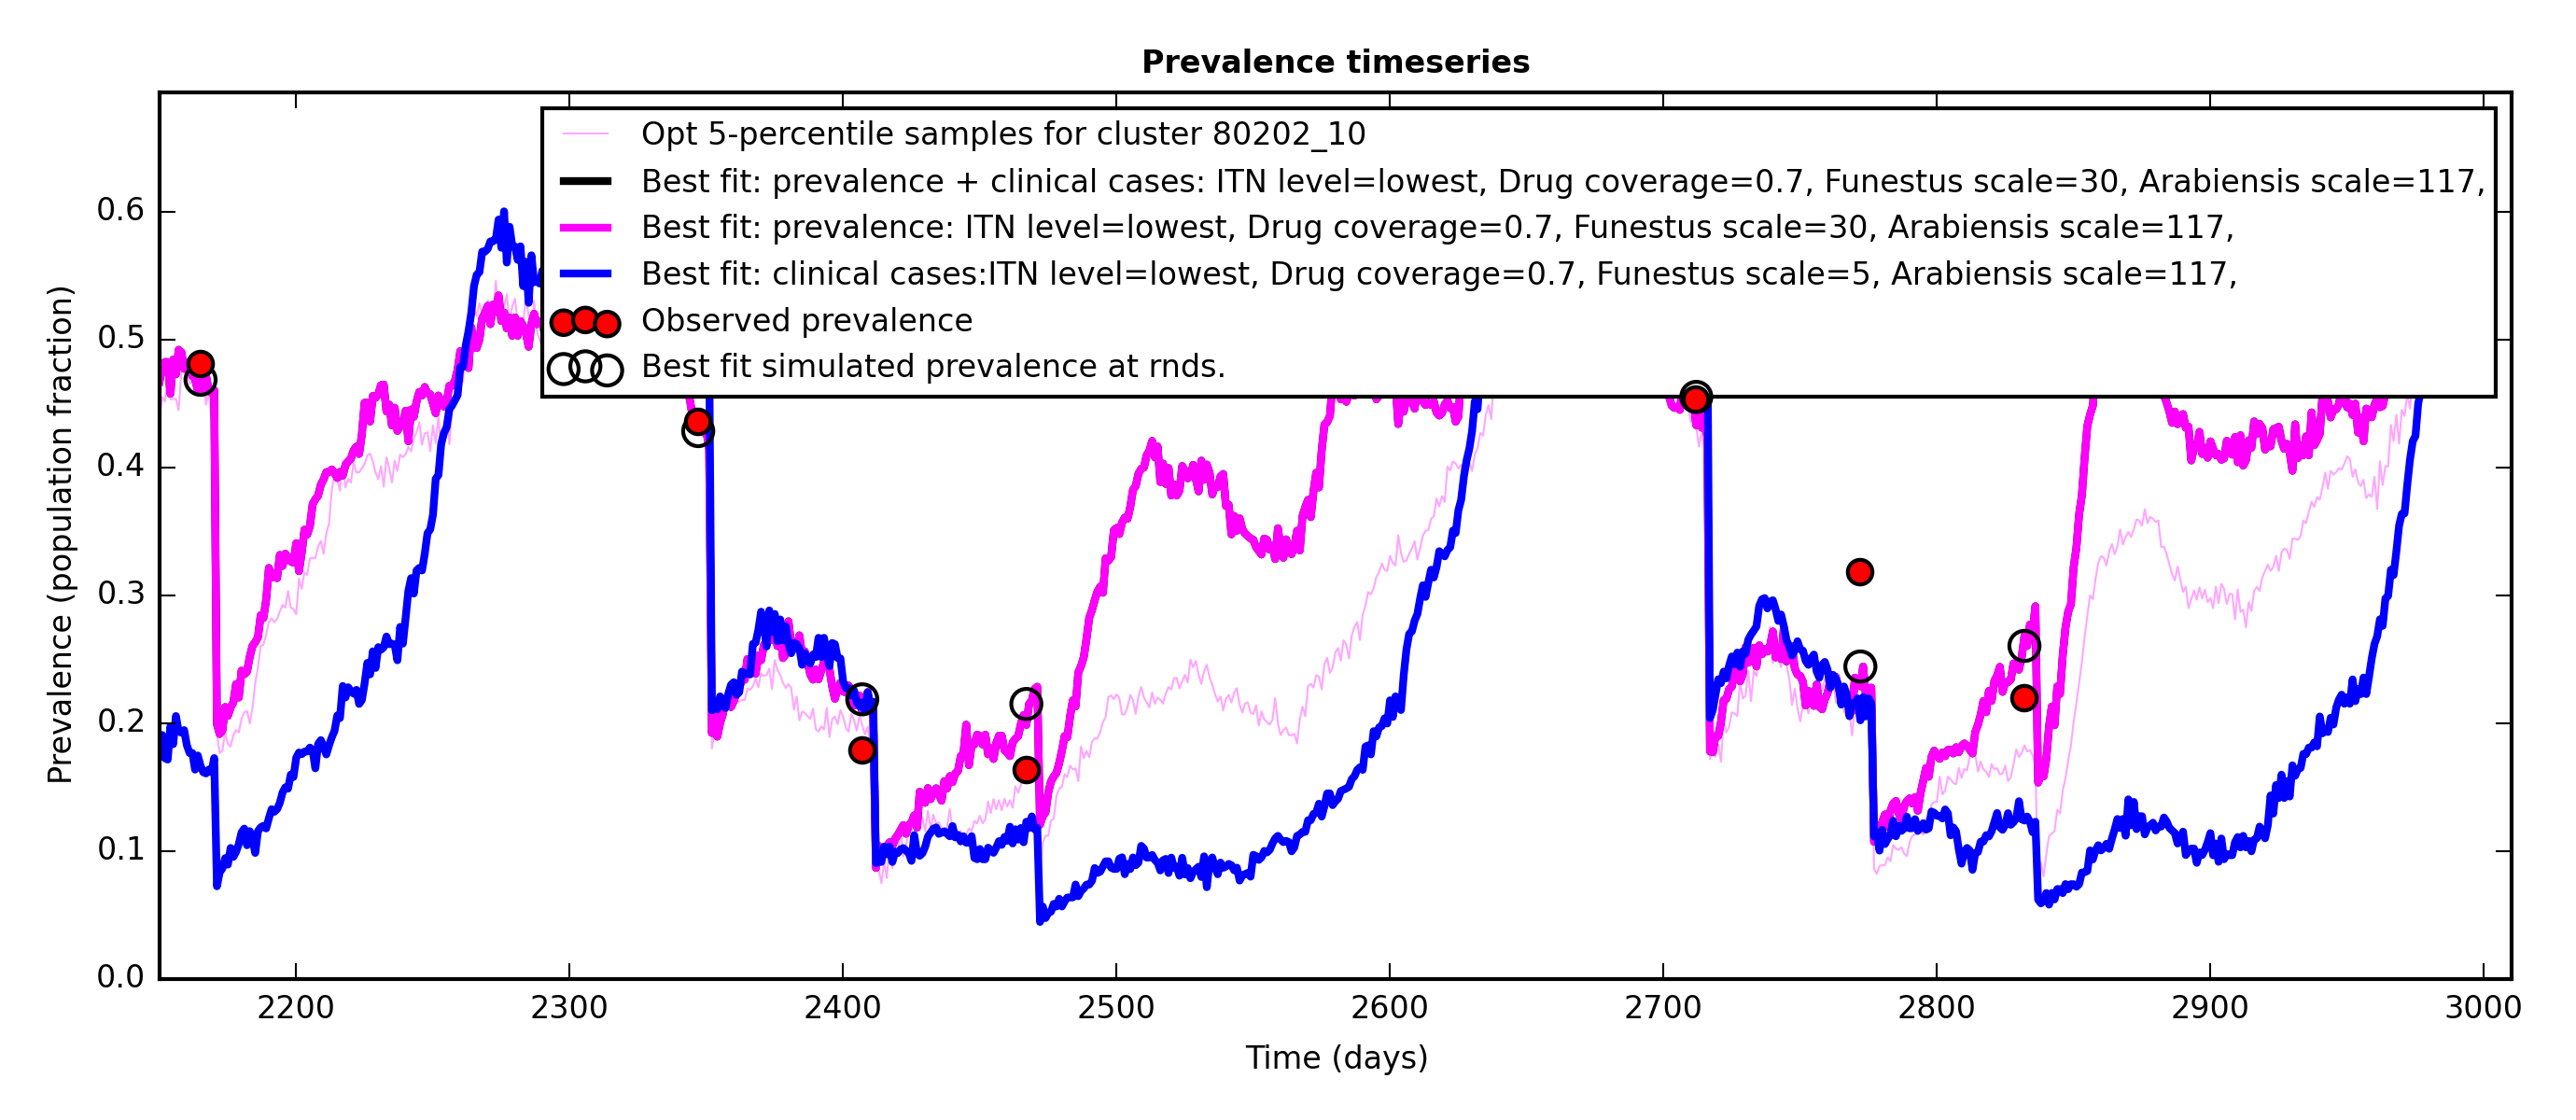 Prevalence timeseries
Opt 5-percentile samples for cluster 80202_10
Best fit: prevalence + clinical cases: ITN level=lowest, Drug coverage=0.7, Funestus scale=30, Arabiensis scale=117,
Best fit: prevalence: ITN level=lowest, Drug coverage=0.7, Funestus scale=30, Arabiensis scale=117,
Best fit: clinical cases:ITN level=lowest, Drug coverage=0.7, Funestus scale=5, Arabiensis scale=117,
Observed prevalence
Best fit simulated prevalence at rnds.
Prevalence (population fraction)
0.6
0.5
0.4
0.3
0.2
0.1
0.0
2200 2300 2400 2500 2600 2700 2800 2900 3000
Time (days)